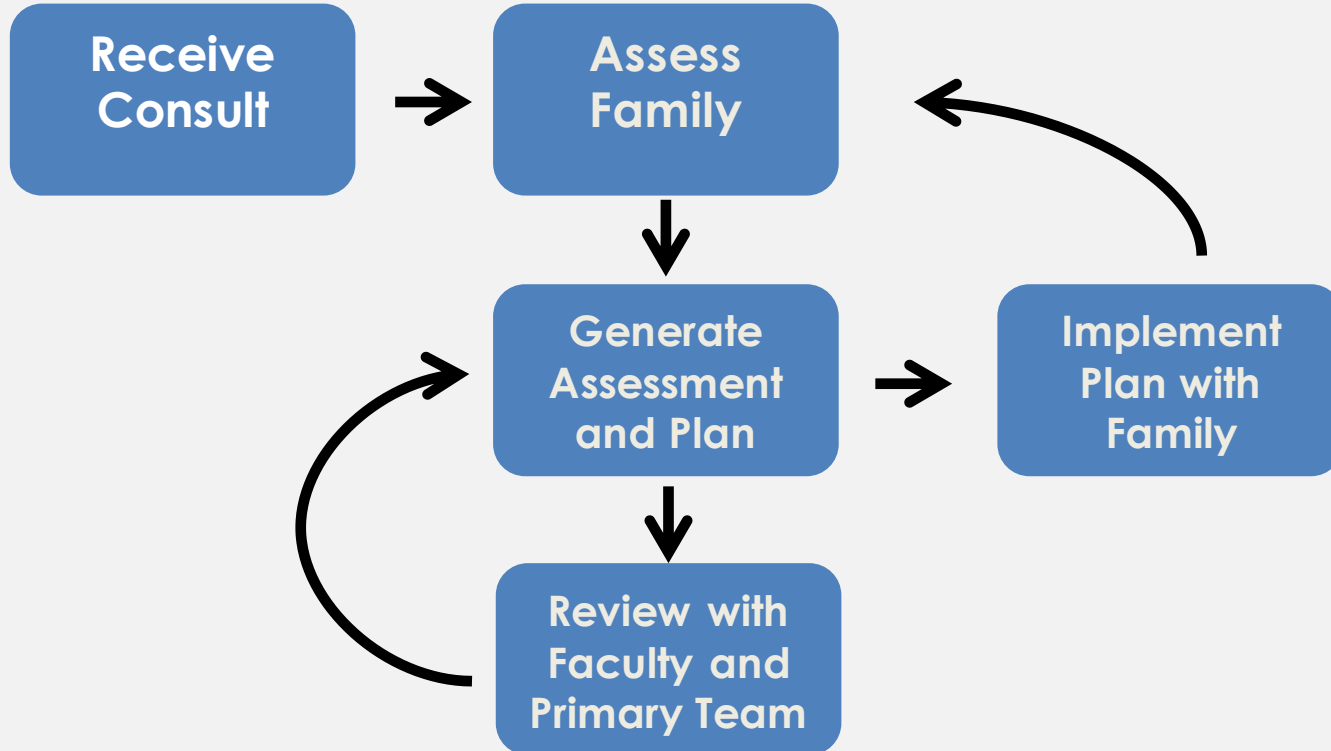 Receive
Consult
Assess
Family
Generate
Assessment
and Plan
Implement
Plan with
Family
Review with
Faculty and
Primary Team